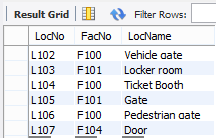 Result Grid Filter Rows:
LocNo FacNo LocName
L102 F100 Vehicle gate
L103 F101 Locker room
L104 F100 Ticket Booth
L105 F101 Gate
L106 F100 Pedestrian gate
L107 F104 Door